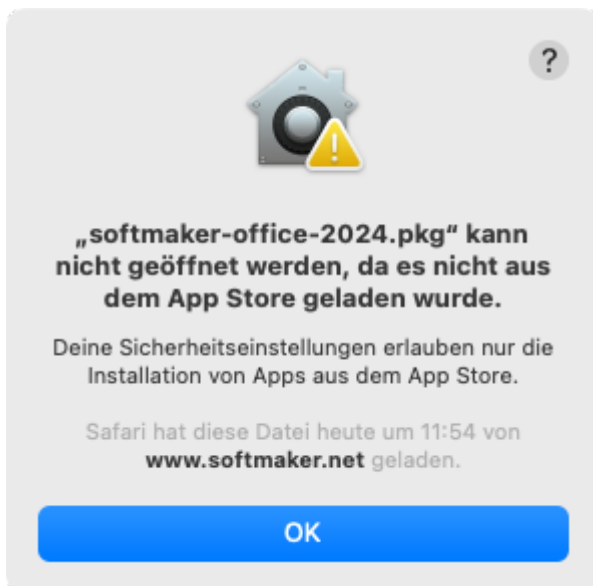 ?
„softmaker-office-2024.pkg“ kann
nicht geöffnet werden, da es nicht aus
dem App Store geladen wurde.
Deine Sicherheitseinstellungen erlauben nur die
Installation von Apps aus dem App Store.
Safari hat diese Datei heute um 11:54 von
www.softmaker.net geladen.
OK